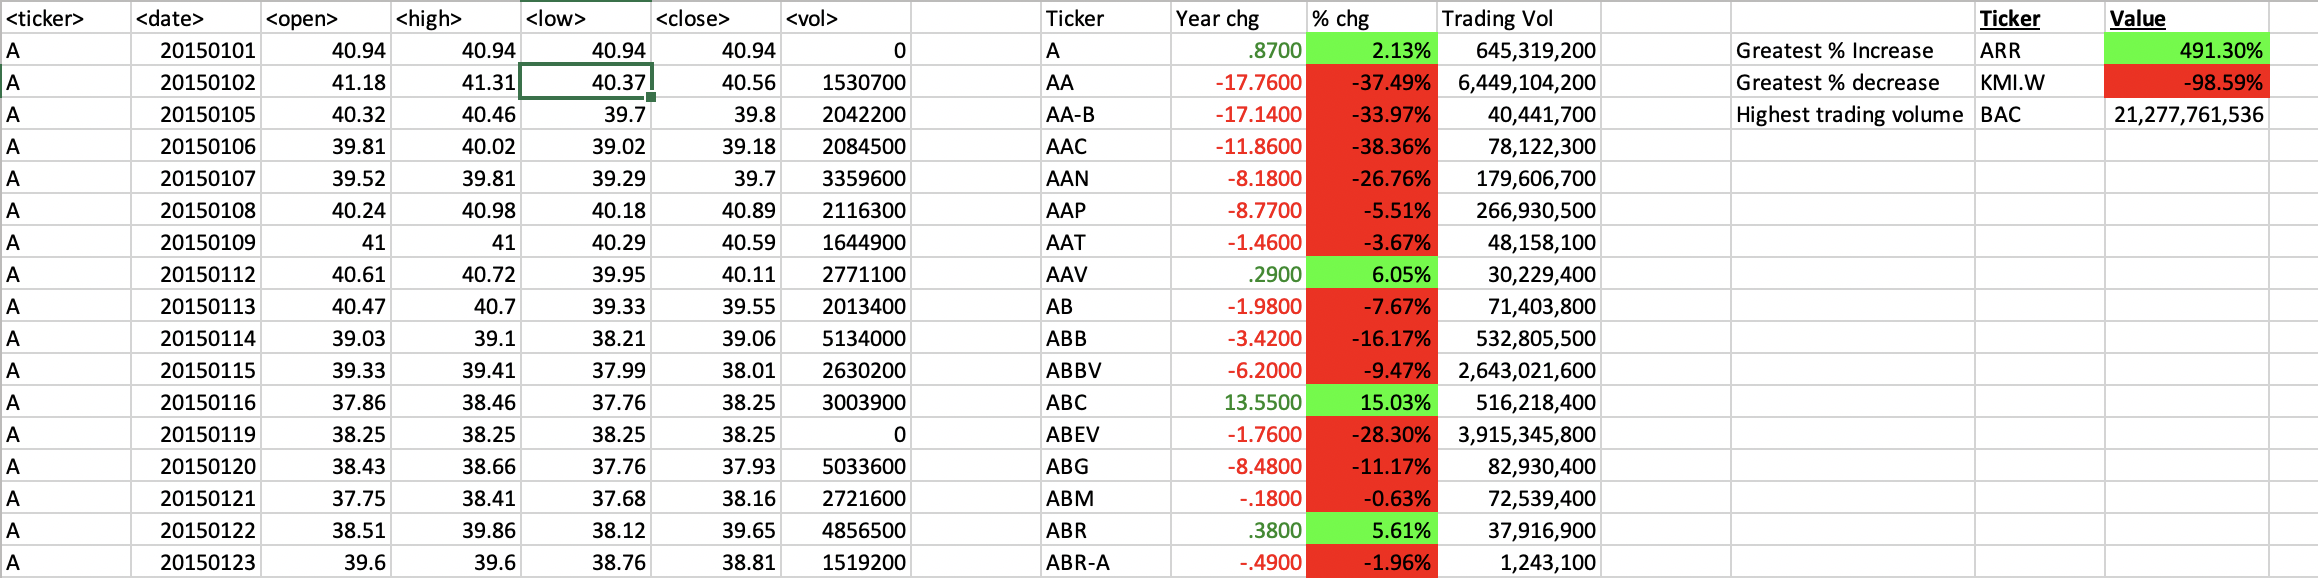 <ticker> <date> <open> <high> <low> <close> <vol> Ticker Year chg % chg Trading Vol Ticker Value
A 20150101 40.94 40.94 40.94 40.94 0 A .8700 2.13% 645,319,200 Greatest % Increase ARR 491.30%
A 20150102 41.18 41.31 40.37 40.56 1530700 AA -17.7600 -37.49% 6,449,104,200 Greatest % decrease KMI.W -98.59%
A 20150105 40.32 40.46 39.7 39.8 2042200 AA-B -17.1400 -33.97% 40,441,700 Highest trading volume BAC 21,277,761,536
A 20150106 39.81 40.02 39.02 39.18 2084500 AAC -11.8600 -38.36% 78,122,300
A 20150107 39.52 39.81 39.29 39.7 3359600 AAN -8.1800 -26.76% 179,606,700
A 20150108 40.24 40.98 40.18 40.89 2116300 AAP -8.7700 -5.51% 266,930,500
A 20150109 41 41 40.29 40.59 1644900 AAT -1.4600 -3.67% 48,158,100
A 20150112 40.61 40.72 39.95 40.11 2771100 AAV .2900 6.05% 30,229,400
A 20150113 40.47 40.7 39.33 39.55 2013400 AB -1.9800 -7.67% 71,403,800
A 20150114 39.03 39.1 38.21 39.06 5134000 ABB -3.4200 -16.17% 532,805,500
A 20150115 39.33 39.41 37.99 38.01 2630200 ABBV -6.2000 -9.47% 2,643,021,600
A 20150116 37.86 38.46 37.76 38.25 3003900 ABC 13.5500 15.03% 516,218,400
A 20150119 38.25 38.25 38.25 38.25 0 ABEV -1.7600 -28.30% 3,915,345,800
A 20150120 38.43 38.66 37.76 37.93 5033600 ABG -8.4800 -11.17% 82,930,400
A 20150121 37.75 38.41 37.68 38.16 2721600 ABM -.1800 -0.63% 72,539,400
A 20150122 38.51 39.86 38.12 39.65 4856500 ABR .3800 5.61% 37,916,900
A 20150123 39.6 39.6 38.76 38.81 1519200 ABR-A -.4900 -1.96% 1,243,100